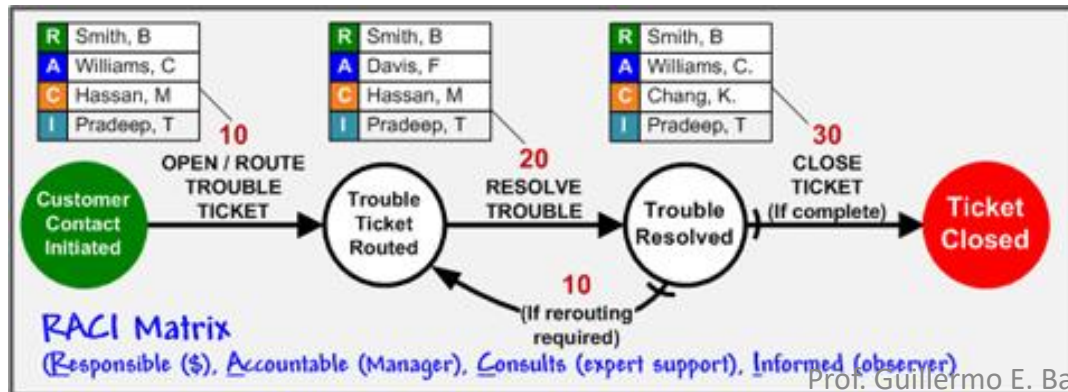 R Smith, B
A Williams, C
C Hassan, M
I Pradeep, T
R Smith, B
A Davis, F
C Hassan, M
I Pradeep, T
R Smith, B
A Williams, C.
C Chang, K.
I Pradeep, T
10
OPEN / ROUTE
TROUBLE
TICKET
20
RESOLVE
TROUBLE
30
CLOSE
TICKET
(If complete)
Customer
Contact
Initiated
Trouble
Ticket
Routed
Trouble
Resolved
Ticket
Closed
10
(If rerouting
required)
RACI Matrix
(Responsible ($), Accountable (Manager), Consults (expert support), Informed (observer)
Prof. Guillermo E. Ba